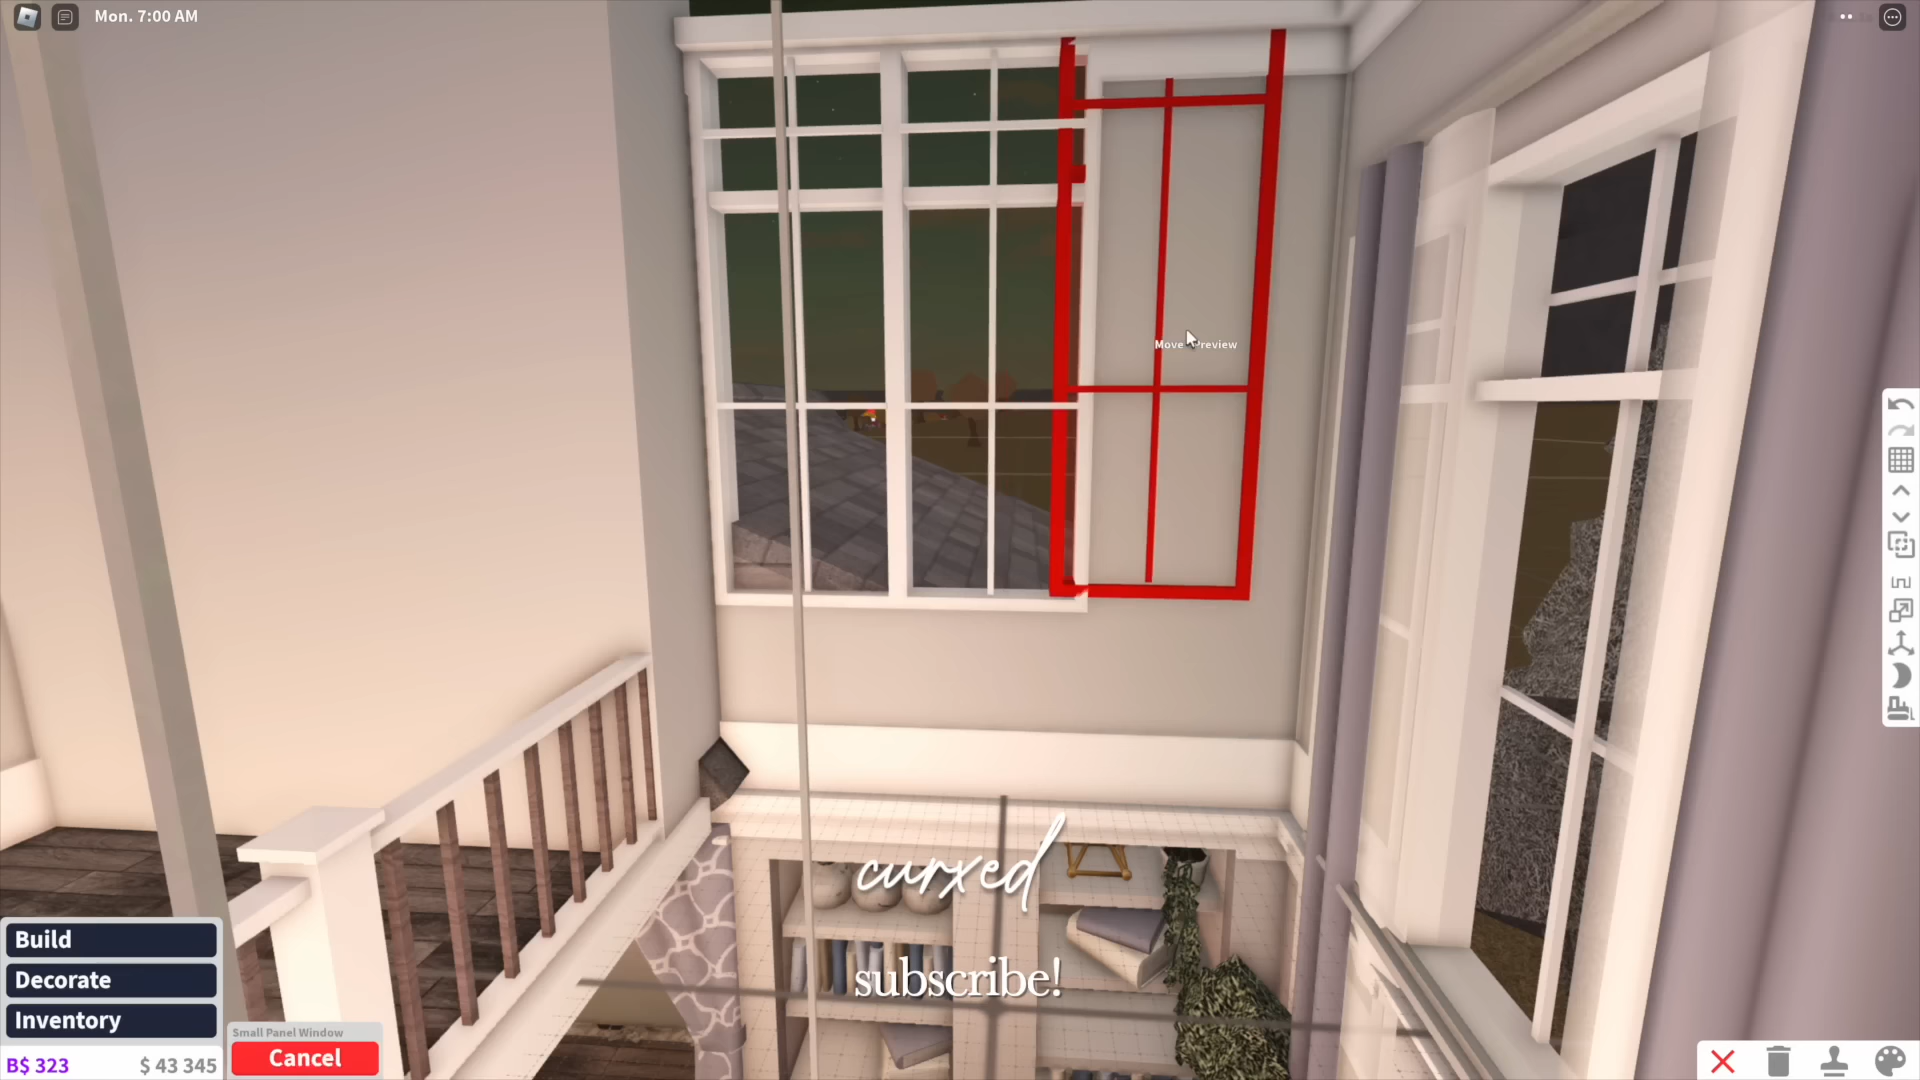 Mon. 7:00 AM
Move Preview
curxed
subscribe!
Build
Decorate
Inventory
Small Panel Window
Cancel
B$ 323
$ 43 345